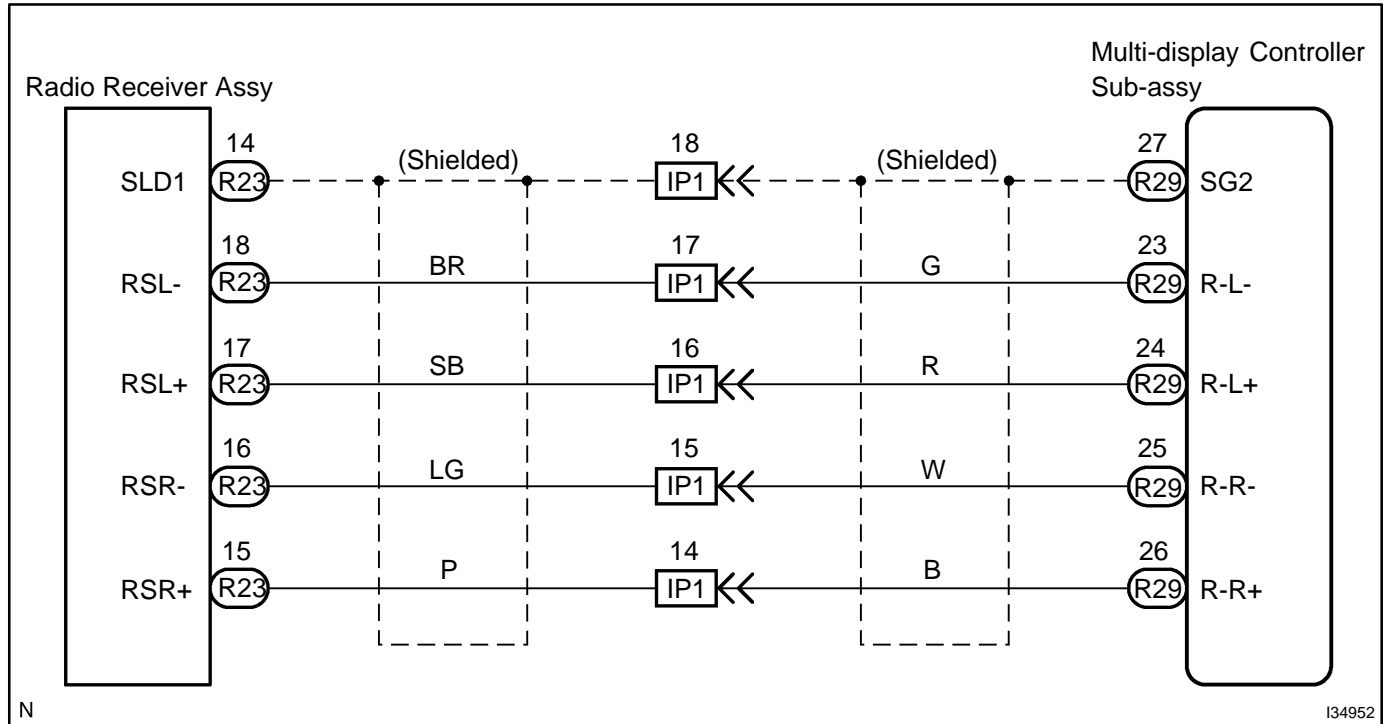 Multi-display Controller
Radio Receiver Assy Sub-assy
14 18 27
(Shielded) (Shielded)
SLD1 R23 IP1 R29 SG2
18 17 23
BR G
RSL- R23 IP1 R29 R-L-
17 16 24
SB R
RSL+ R23 IP1 R29 R-L+
16 15 25
LG W
RSR- R23 IP1 R29 R-R-
15 14 26
P B
RSR+ R23 IP1 R29 R-R+
N I34952